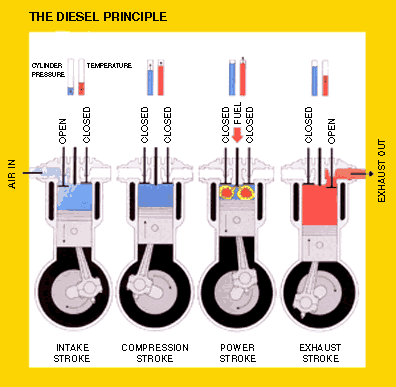 THE DIESEL PRINCIPLE
CYLINDER
PRESSURE
TEMPERATURE
OPEN
CLOSED
CLOSED
CLOSED
CLOSED
FUEL
CLOSED
CLOSED
OPEN
AIR IN
EXHAUST OUT
INTAKE
STROKE
COMPRESSION
STROKE
POWER
STROKE
EXHAUST
STROKE